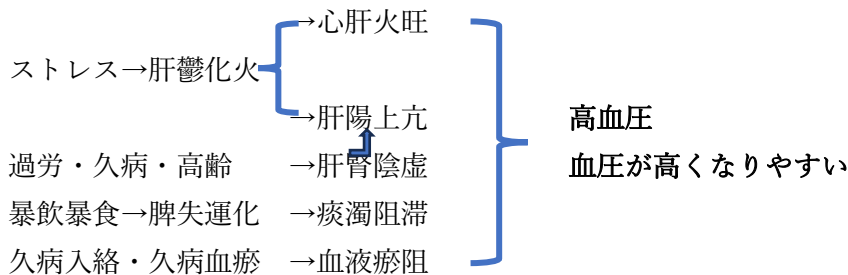 →心肝火旺
ストレス→肝鬱化火
→肝陽上亢
高血圧
過労・久病・高齢 →肝腎陰虚
血圧が高くなりやすい
暴飲暴食→脾失運化 →痰濁阻滞
久病入絡・久病血瘀 →血液瘀阻